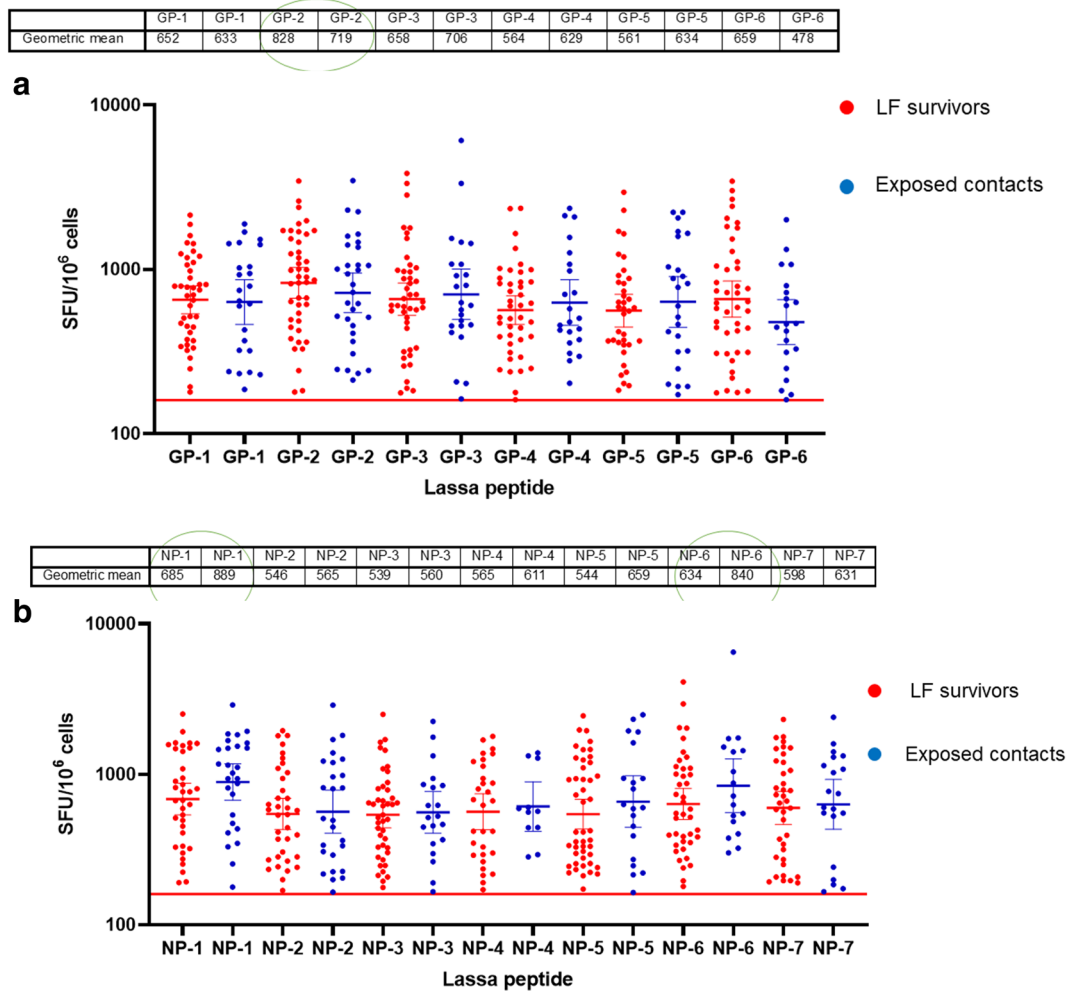 GP-1 GP-1 GP-2 GP-2 GP-3 GP-3 GP-4 GP-4 GP-5 GP-5 GP-6 GP-6
Geometric mean 652 633 828 719 658 706 564 629 561 634 659 478
a
10000
1000
100
SFU/10⁶ cells
LF survivors
Exposed contacts
GP-1 GP-1 GP-2 GP-2 GP-3 GP-3 GP-4 GP-4 GP-5 GP-5 GP-6 GP-6
Lassa peptide
NP-1 NP-1 NP-2 NP-2 NP-3 NP-3 NP-4 NP-4 NP-5 NP-5 NP-6 NP-6 NP-7 NP-7
Geometric mean 685 889 546 565 539 560 565 611 544 659 634 840 598 631
b
10000
1000
100
SFU/10⁶ cells
LF survivors
Exposed contacts
NP-1 NP-1 NP-2 NP-2 NP-3 NP-3 NP-4 NP-4 NP-5 NP-5 NP-6 NP-6 NP-7 NP-7
Lassa peptide